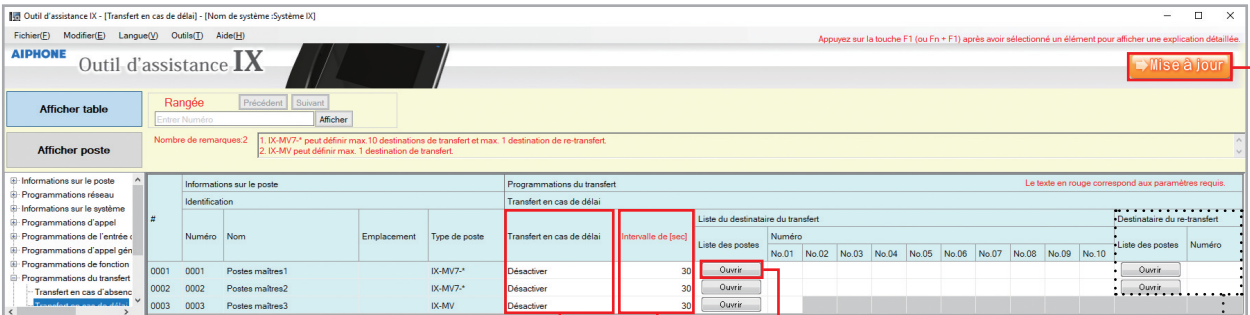 Outil d'assistance IX - [Transfert en cas de délai] - [Nom de système :Système IX]
Fichier(F) Modifier(E) Langue(V) Outils(T) Aide(H)
Appuyez sur la touche F1 (ou Fn + F1) après avoir sélectionné un élément pour afficher une explication détaillée.
AIPHONE
Outil d'assistance IX
Mise à jour
Afficher table
Rangée
Précédent Suivant
Entrer Numéro
Afficher
Afficher poste
Nombre de remarques:2
1. IX-MV7-* peut définir max.10 destinations de transfert et max. 1 destination de re-transfert.
2. IX-MV peut définir max. 1 destination de transfert.
Informations sur le poste
Programmations réseau
Informations sur le système
Programmations d'appel
Programmations de l'entrée
Programmations d'appel gén
Programmations de fonction
Programmations du transfert
Transfert en cas d'absenc
Transfert en cas de délai
Informations sur le poste
Programmations du transfert
Le texte en rouge correspond aux paramètres requis.
Identification
Transfert en cas de délai
#
Numéro Nom Emplacement Type de poste
Transfert en cas de délai
Intervalle de [sec]
Liste du destinataire du transfert
Destinataire du re-transfert
Liste des postes
Numéro
No.01 No.02 No.03 No.04 No.05 No.06 No.07 No.08 No.09 No.10
Liste des postes
Numéro
0001 0001 Postes maîtres1 IX-MV7-* Désactiver 30 Ouvrir Ouvrir
0002 0002 Postes maîtres2 IX-MV7-* Désactiver 30 Ouvrir Ouvrir
0003 0003 Postes maîtres3 IX-MV Désactiver 30 Ouvrir